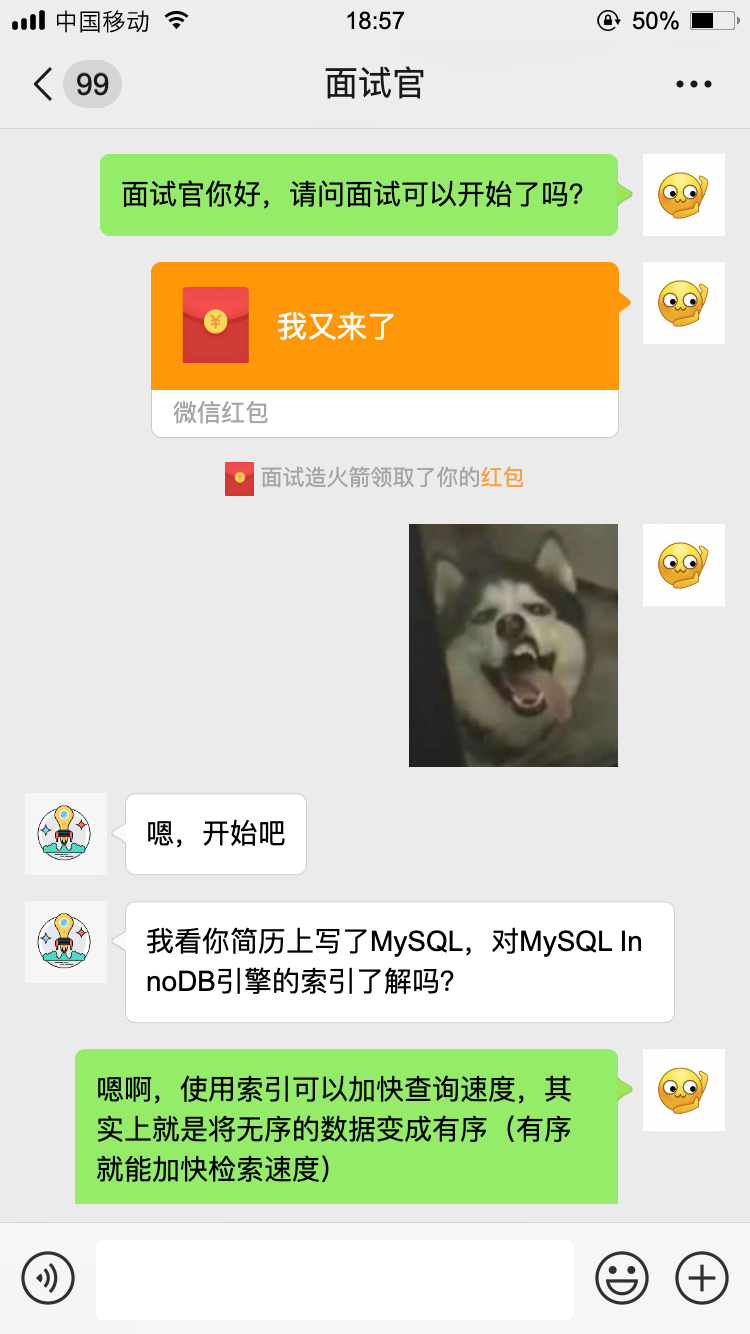 中国移动
18:57
50%
99
面试官
面试官你好，请问面试可以开始了吗？
¥
我又来了
微信红包
面试造火箭领取了你的红包
嗯，开始吧
我看你简历上写了MySQL，对MySQL In
noDB引擎的索引了解吗？
嗯啊，使用索引可以加快查询速度，其
实上就是将无序的数据变成有序（有序
就能加快检索速度）